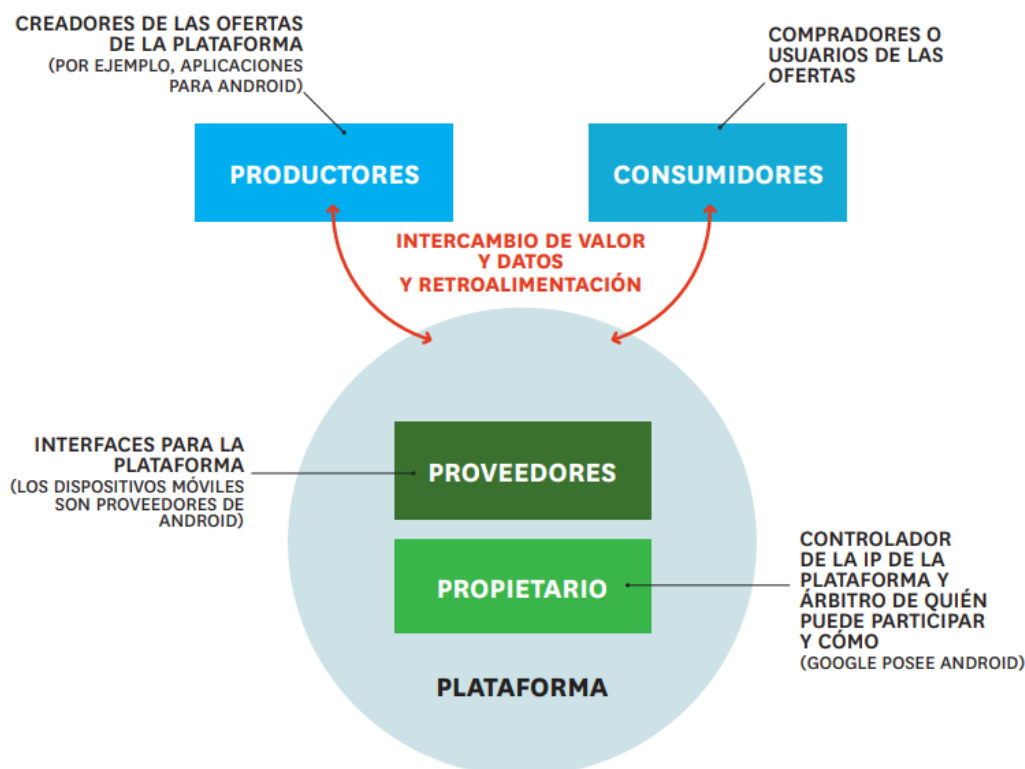 CREADORES DE LAS OFERTAS
DE LA PLATAFORMA
(POR EJEMPLO, APLICACIONES
PARA ANDROID)
COMPRADORES O
USUARIOS DE LAS
OFERTAS
PRODUCTORES
CONSUMIDORES
INTERCAMBIO DE VALOR
Y DATOS
Y RETROALIMENTACIÓN
INTERFACES PARA LA
PLATAFORMA
(LOS DISPOSITIVOS MÓVILES
SON PROVEEDORES DE
ANDROID)
PROVEEDORES
PROPIETARIO
CONTROLADOR
DE LA IP DE LA
PLATAFORMA Y
ÁRBITRO DE QUIÉN
PUEDE PARTICIPAR
Y CÓMO
(GOOGLE POSEE ANDROID)
PLATAFORMA